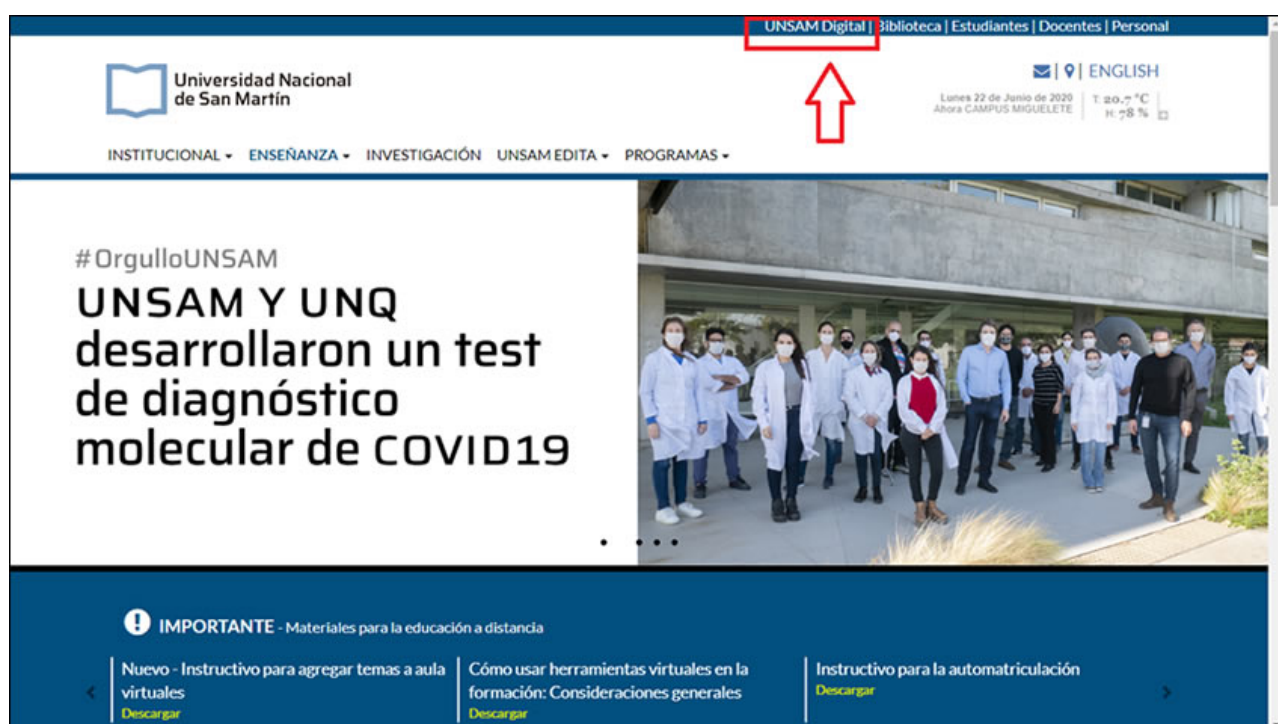 UNSAM Digital | Biblioteca | Estudiantes | Docentes | Personal
Universidad Nacional
de San Martín
ENGLISH
Lunes 22 de Junio de 2020
Ahora CAMPUS MIGUELETE
T: 20.7 °C
H: 78 %
INSTITUCIONAL ENSEÑANZA INVESTIGACIÓN UNSAM EDITA PROGRAMAS
#OrgulloUNSAM
UNSAM Y UNQ
desarrollaron un test
de diagnóstico
molecular de COVID19
IMPORTANTE - Materiales para la educación a distancia
Nuevo - Instructivo para agregar temas a aula
virtuales
Descargar
Cómo usar herramientas virtuales en la
formación: Consideraciones generales
Descargar
Instructivo para la automatriculación
Descargar